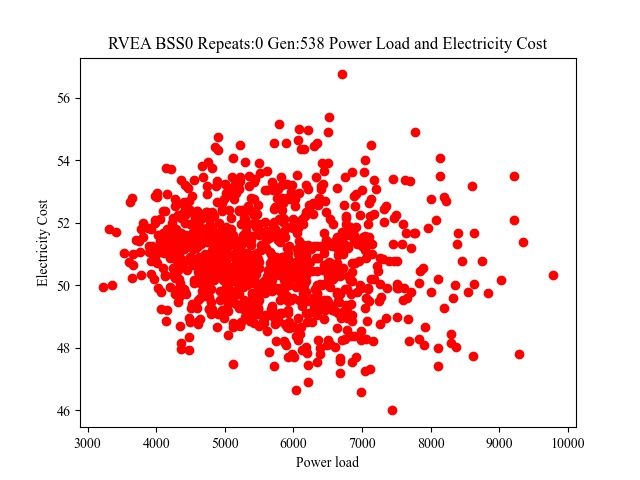 RVEA BSS0 Repeats:0 Gen:538 Power Load and Electricity Cost
56
54
52
50
48
46
Electricity Cost
3000 4000 5000 6000 7000 8000 9000 10000
Power load